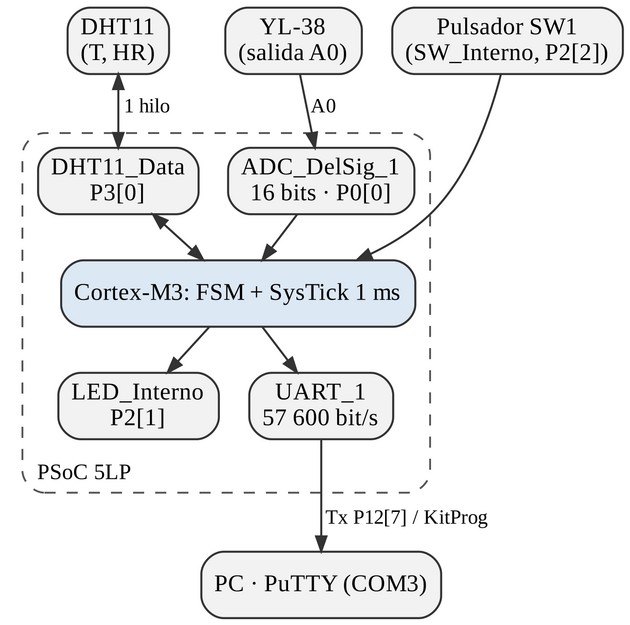 DHT11
(T, HR)
YL-38
(salida A0)
Pulsador SW1
(SW_Interno, P2[2])
1 hilo
A0
DHT11_Data
P3[0]
ADC_DelSig_1
16 bits · P0[0]
Cortex-M3: FSM + SysTick 1 ms
LED_Interno
P2[1]
UART_1
57 600 bit/s
PSoC 5LP
Tx P12[7] / KitProg
PC · PuTTY (COM3)